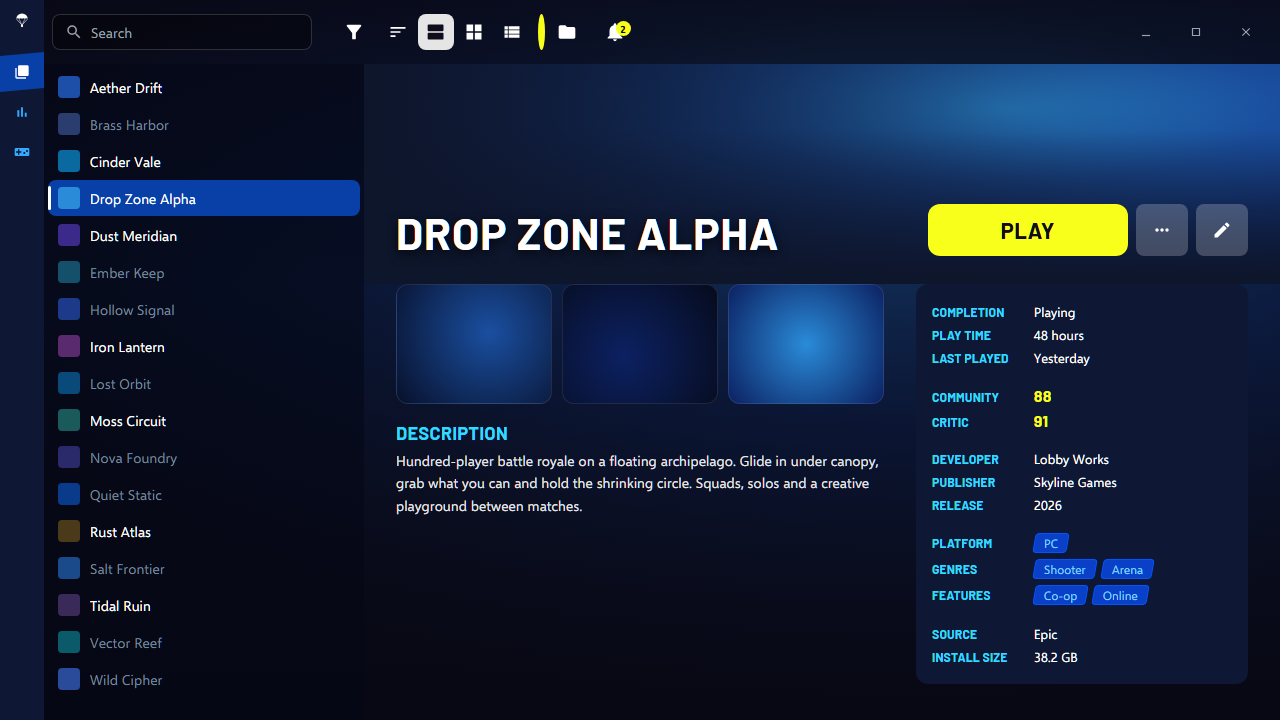 Search
2
Aether Drift
Brass Harbor
Cinder Vale
Drop Zone Alpha
Dust Meridian
Ember Keep
Hollow Signal
Iron Lantern
Lost Orbit
Moss Circuit
Nova Foundry
Quiet Static
Rust Atlas
Salt Frontier
Tidal Ruin
Vector Reef
Wild Cipher
DROP ZONE ALPHA
PLAY
DESCRIPTION
Hundred-player battle royale on a floating archipelago. Glide in under canopy,
grab what you can and hold the shrinking circle. Squads, solos and a creative
playground between matches.
COMPLETION Playing
PLAY TIME 48 hours
LAST PLAYED Yesterday
COMMUNITY 88
CRITIC 91
DEVELOPER Lobby Works
PUBLISHER Skyline Games
RELEASE 2026
PLATFORM PC
GENRES Shooter Arena
FEATURES Co-op Online
SOURCE Epic
INSTALL SIZE 38.2 GB